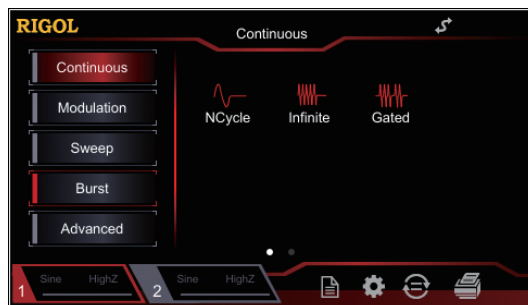 RIGOL
Continuous
Continuous
Modulation
Sweep
Burst
Advanced
NCycle Infinite Gated
1 Sine HighZ 2 Sine HighZ